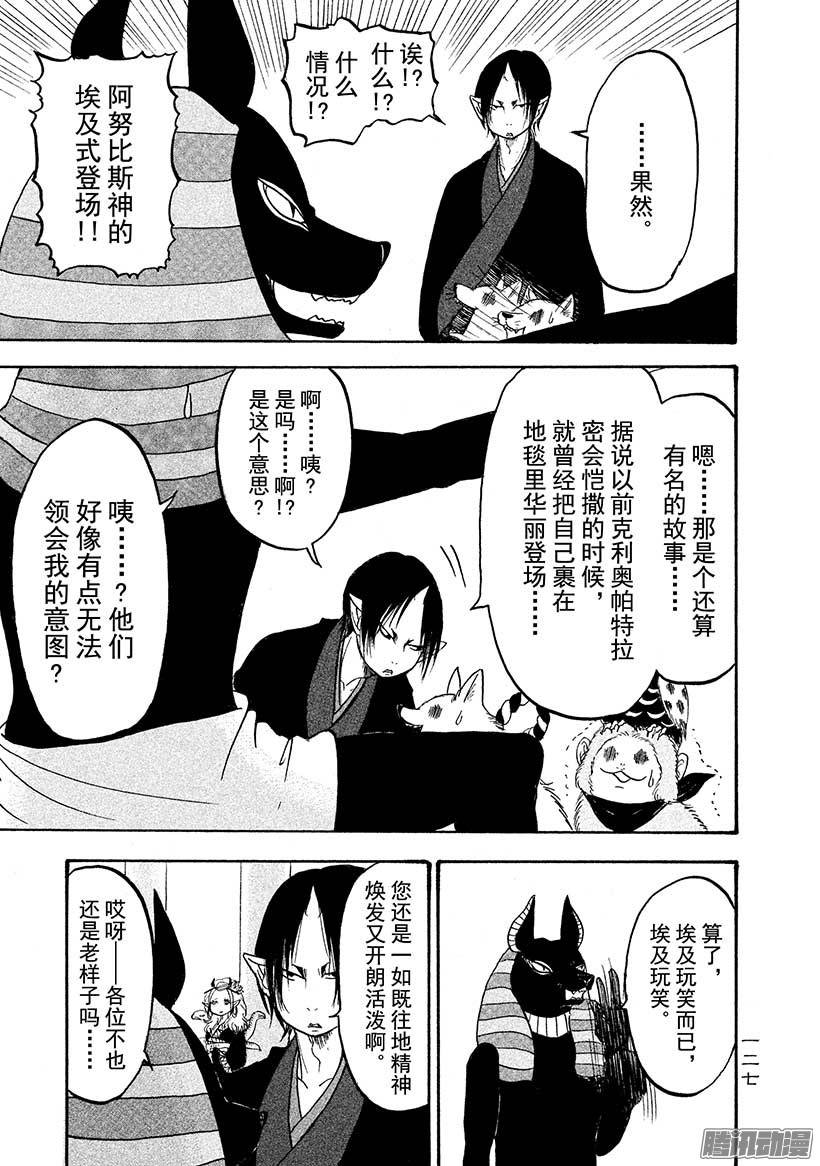 ……果然。
诶!?
什么!?
什么
情况!?
阿努比斯神的
埃及式登场!!
嗯……那是个还算
有名的故事……
据说以前克利奥帕特拉
密会恺撒的时候，
就曾经把自己裹在
地毯里华丽登场……
啊……咦？
是吗……啊!?
是这个意思？
咦……？他们
好像有点无法
领会我的意图？
算了，
埃及玩笑而已，
埃及玩笑。
您还是一如既往地精神
焕发又开朗活泼啊。
哎呀——各位不也
还是老样子吗……
一二七
腾讯动漫